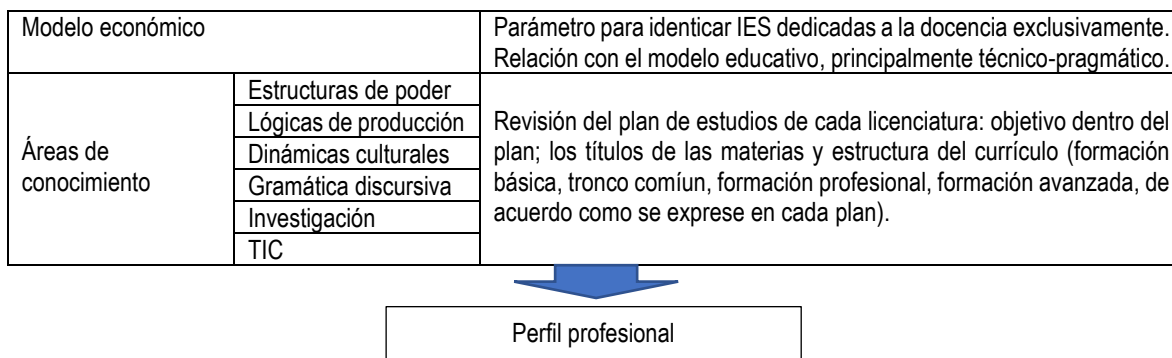 Modelo económico
Parámetro para identicar IES dedicadas a la docencia exclusivamente.
Relación con el modelo educativo, principalmente técnico-pragmático.
Áreas de
conocimiento
Estructuras de poder
Lógicas de producción
Dinámicas culturales
Gramática discursiva
Investigación
TIC
Revisión del plan de estudios de cada licenciatura: objetivo dentro del
plan; los títulos de las materias y estructura del currículo (formación
básica, tronco comíun, formación profesional, formación avanzada, de
acuerdo como se exprese en cada plan).
Perfil profesional